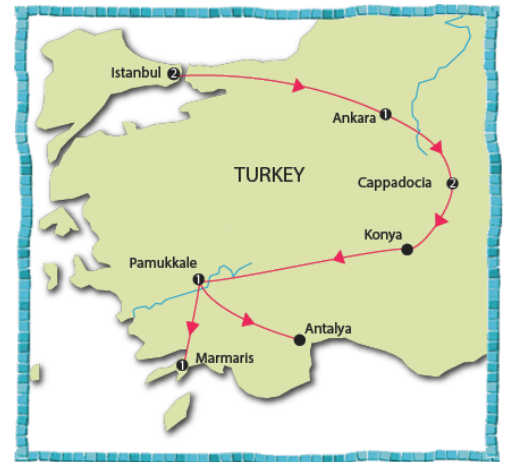 Istanbul 2
Ankara 1
TURKEY
Cappadocia 2
Konya
Pamukkale
1
Antalya
1 Marmaris